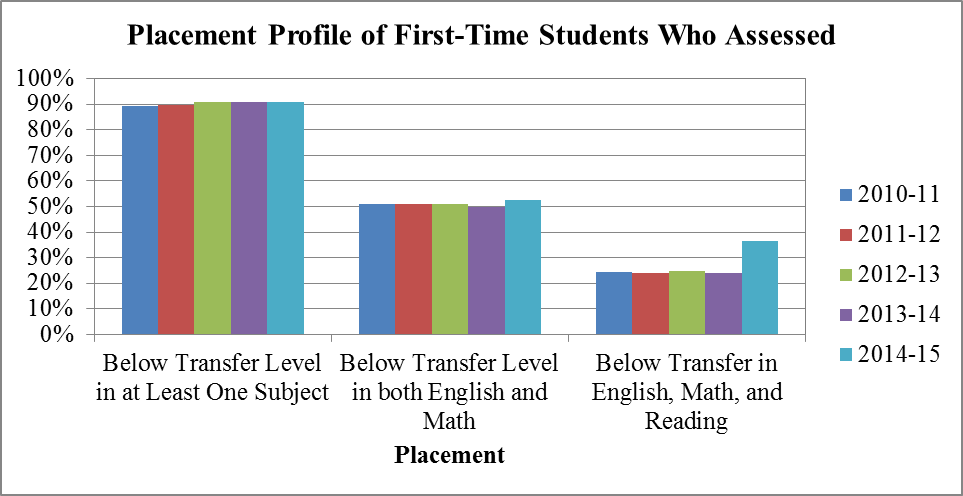 Placement Profile of First-Time Students Who Assessed
100%
90%
80%
70%
60%
50%
40%
30%
20%
10%
0%
Below Transfer Level
in at Least One Subject
Below Transfer Level
in both English and
Math
Below Transfer in
English, Math, and
Reading
Placement
2010-11
2011-12
2012-13
2013-14
2014-15